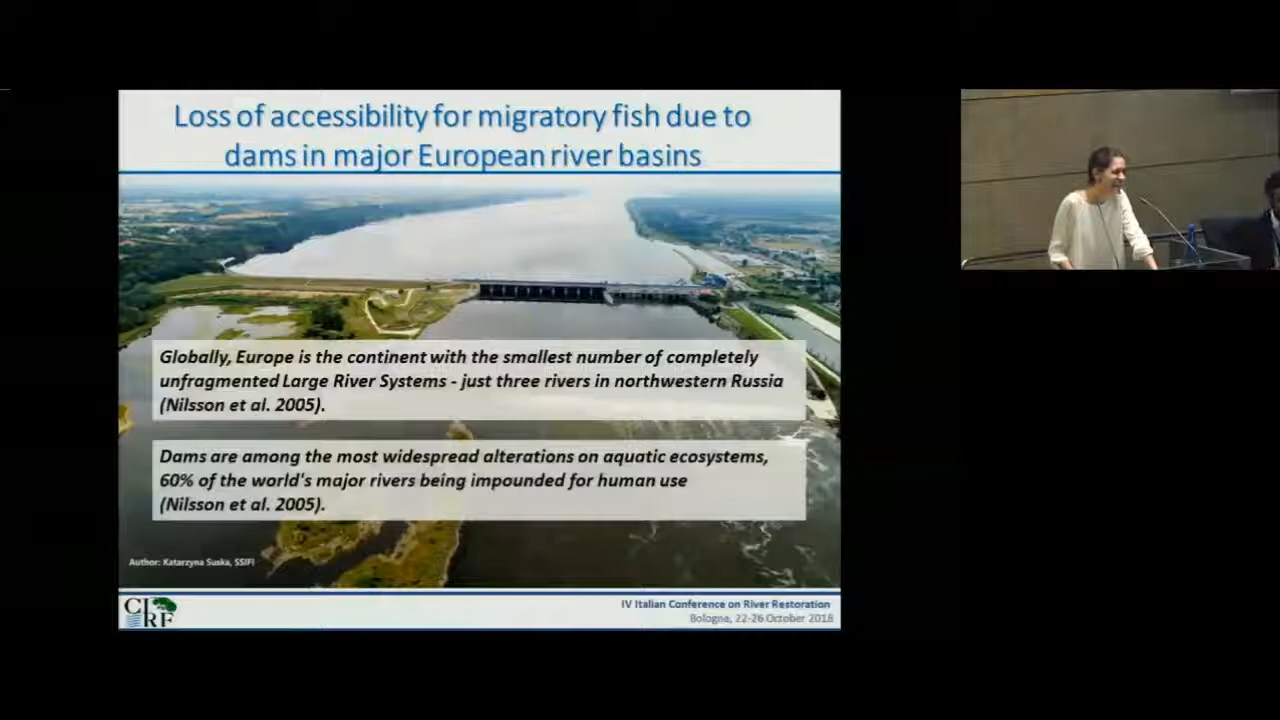 Loss of accessibility for migratory fish due to
dams in major European river basins
Globally, Europe is the continent with the smallest number of completely
unfragmented Large River Systems - just three rivers in northwestern Russia
(Nilsson et al. 2005).
Dams are among the most widespread alterations on aquatic ecosystems,
60% of the world's major rivers being impounded for human use
(Nilsson et al. 2005).
Author: Katarzyna Suska, SSIFI
CIRF
IV Italian Conference on River Restoration
Bologna, 22-26 October 2018